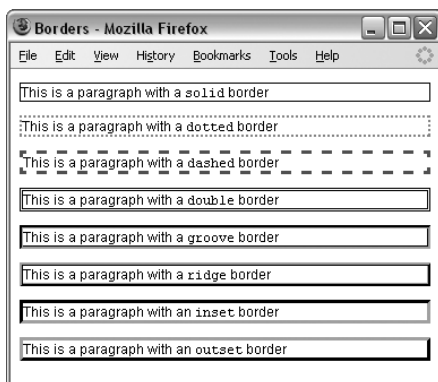 Borders - Mozilla Firefox
File Edit View History Bookmarks Tools Help
This is a paragraph with a solid border
This is a paragraph with a dotted border
This is a paragraph with a dashed border
This is a paragraph with a double border
This is a paragraph with a groove border
This is a paragraph with a ridge border
This is a paragraph with an inset border
This is a paragraph with an outset border